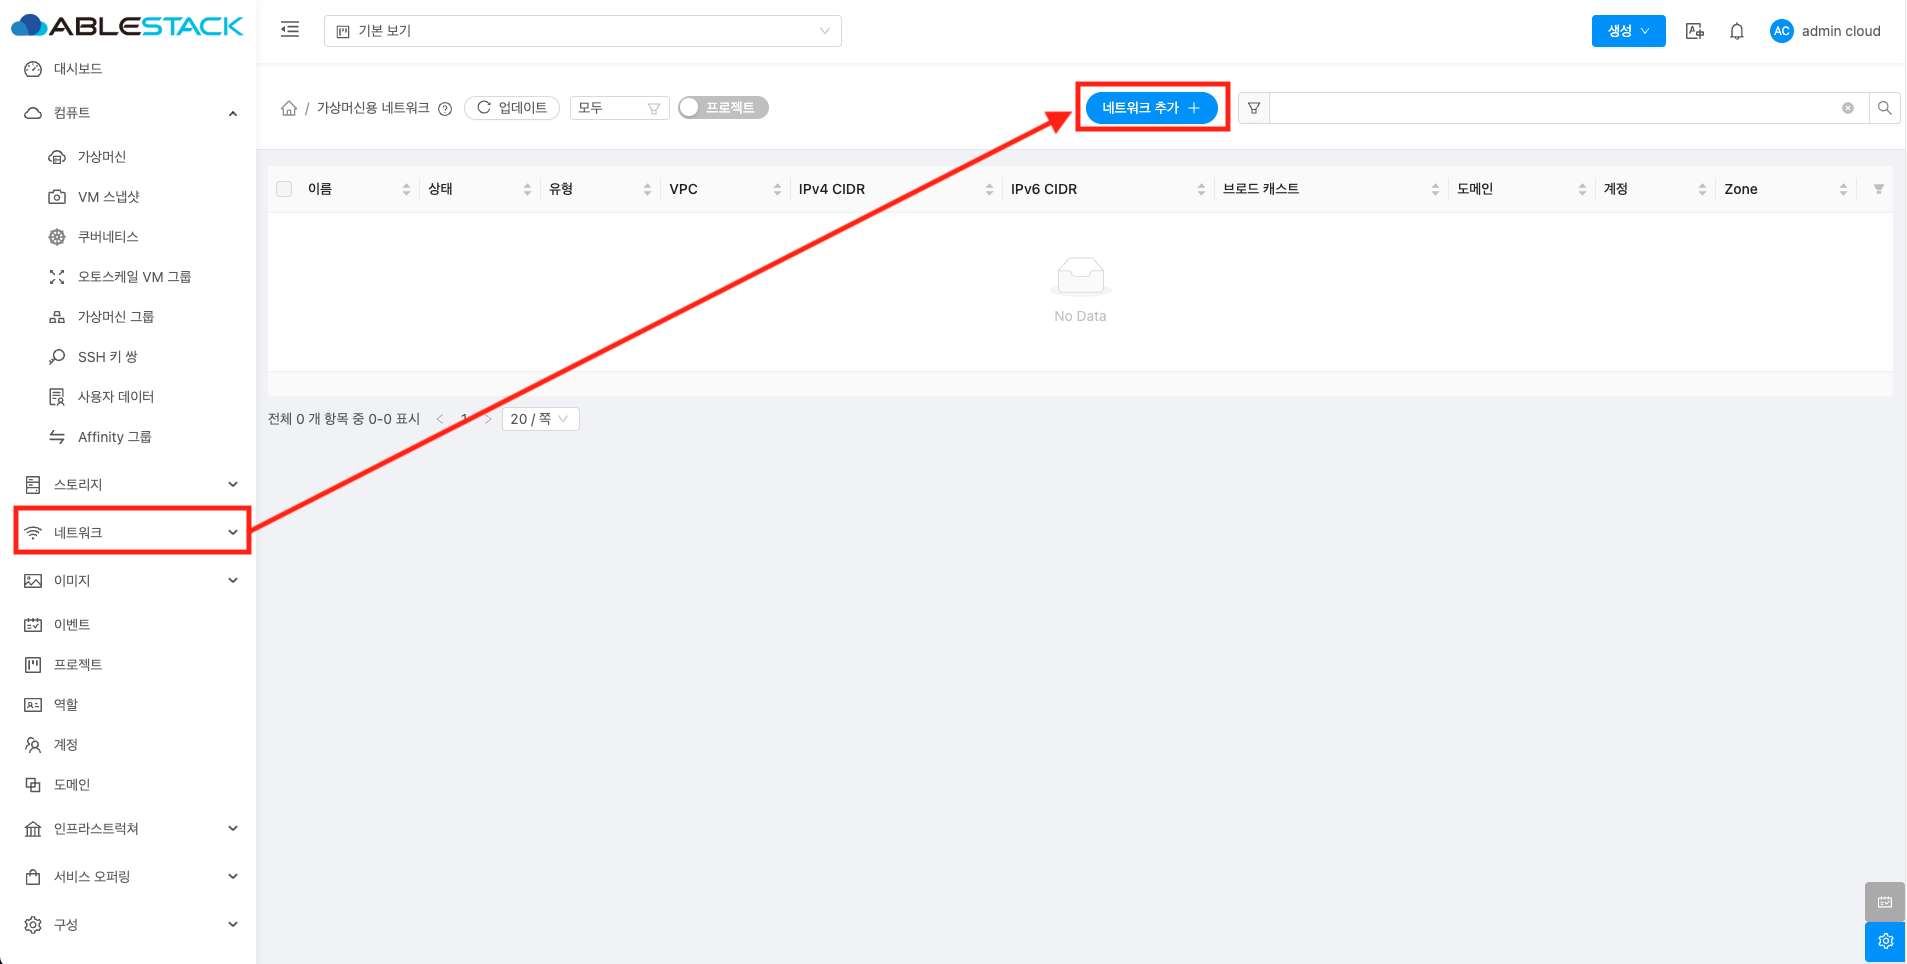 ABLESTACK
기본 보기
생성
AC
admin cloud
대시보드
컴퓨트
가상머신
VM 스냅샷
쿠버네티스
오토스케일 VM 그룹
가상머신 그룹
SSH 키 쌍
사용자 데이터
Affinity 그룹
스토리지
네트워크
이미지
이벤트
프로젝트
역할
계정
도메인
인프라스트럭쳐
서비스 오퍼링
구성
/ 가상머신용 네트워크
업데이트
모두
프로젝트
네트워크 추가
이름 상태 유형 VPC IPv4 CIDR IPv6 CIDR 브로드 캐스트 도메인 계정 Zone
No Data
전체 0 개 항목 중 0-0 표시 < 1 > 20 / 쪽